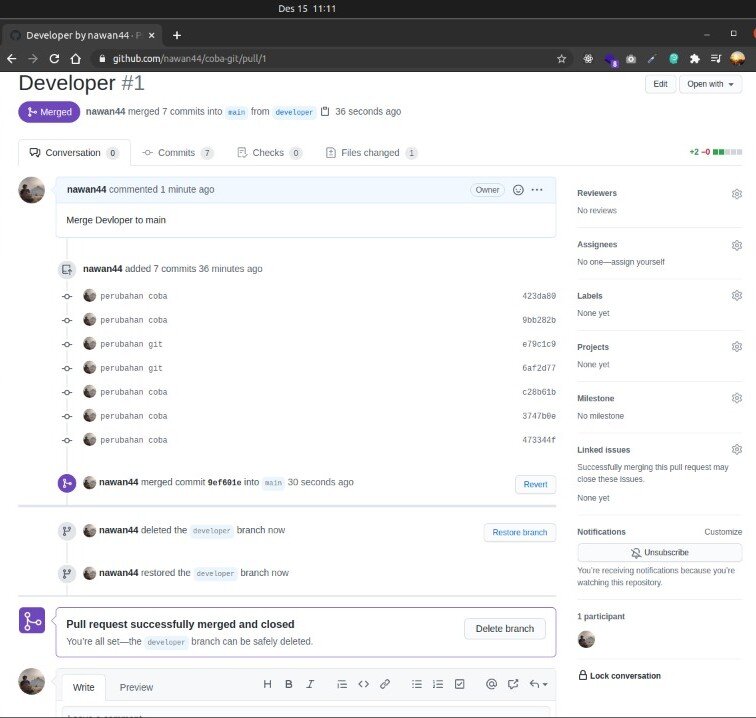 Des 15 11:11
Developer by nawan44 · P
github.com/nawan44/coba-git/pull/1
8
Developer #1
Edit
Open with
Merged
nawan44 merged 7 commits into main from developer 36 seconds ago
Conversation 0
Commits 7
Checks 0
Files changed 1
+2 −0
nawan44 commented 1 minute ago
Owner
Merge Devloper to main
nawan44 added 7 commits 36 minutes ago
perubahan coba 423da80
perubahan coba 9bb282b
perubahan git e79c1c9
perubahan git 6af2d77
perubahan coba c28b61b
perubahan coba 3747b0e
perubahan coba 473344f
nawan44 merged commit 9ef601e into main 30 seconds ago
Revert
nawan44 deleted the developer branch now
Restore branch
nawan44 restored the developer branch now
Pull request successfully merged and closed
You're all set—the developer branch can be safely deleted.
Delete branch
Write
Preview
H B I
Reviewers
No reviews
Assignees
No one—assign yourself
Labels
None yet
Projects
None yet
Milestone
No milestone
Linked issues
Successfully merging this pull request may
close these issues.
None yet
Notifications
Customize
Unsubscribe
You're receiving notifications because you're
watching this repository.
1 participant
Lock conversation